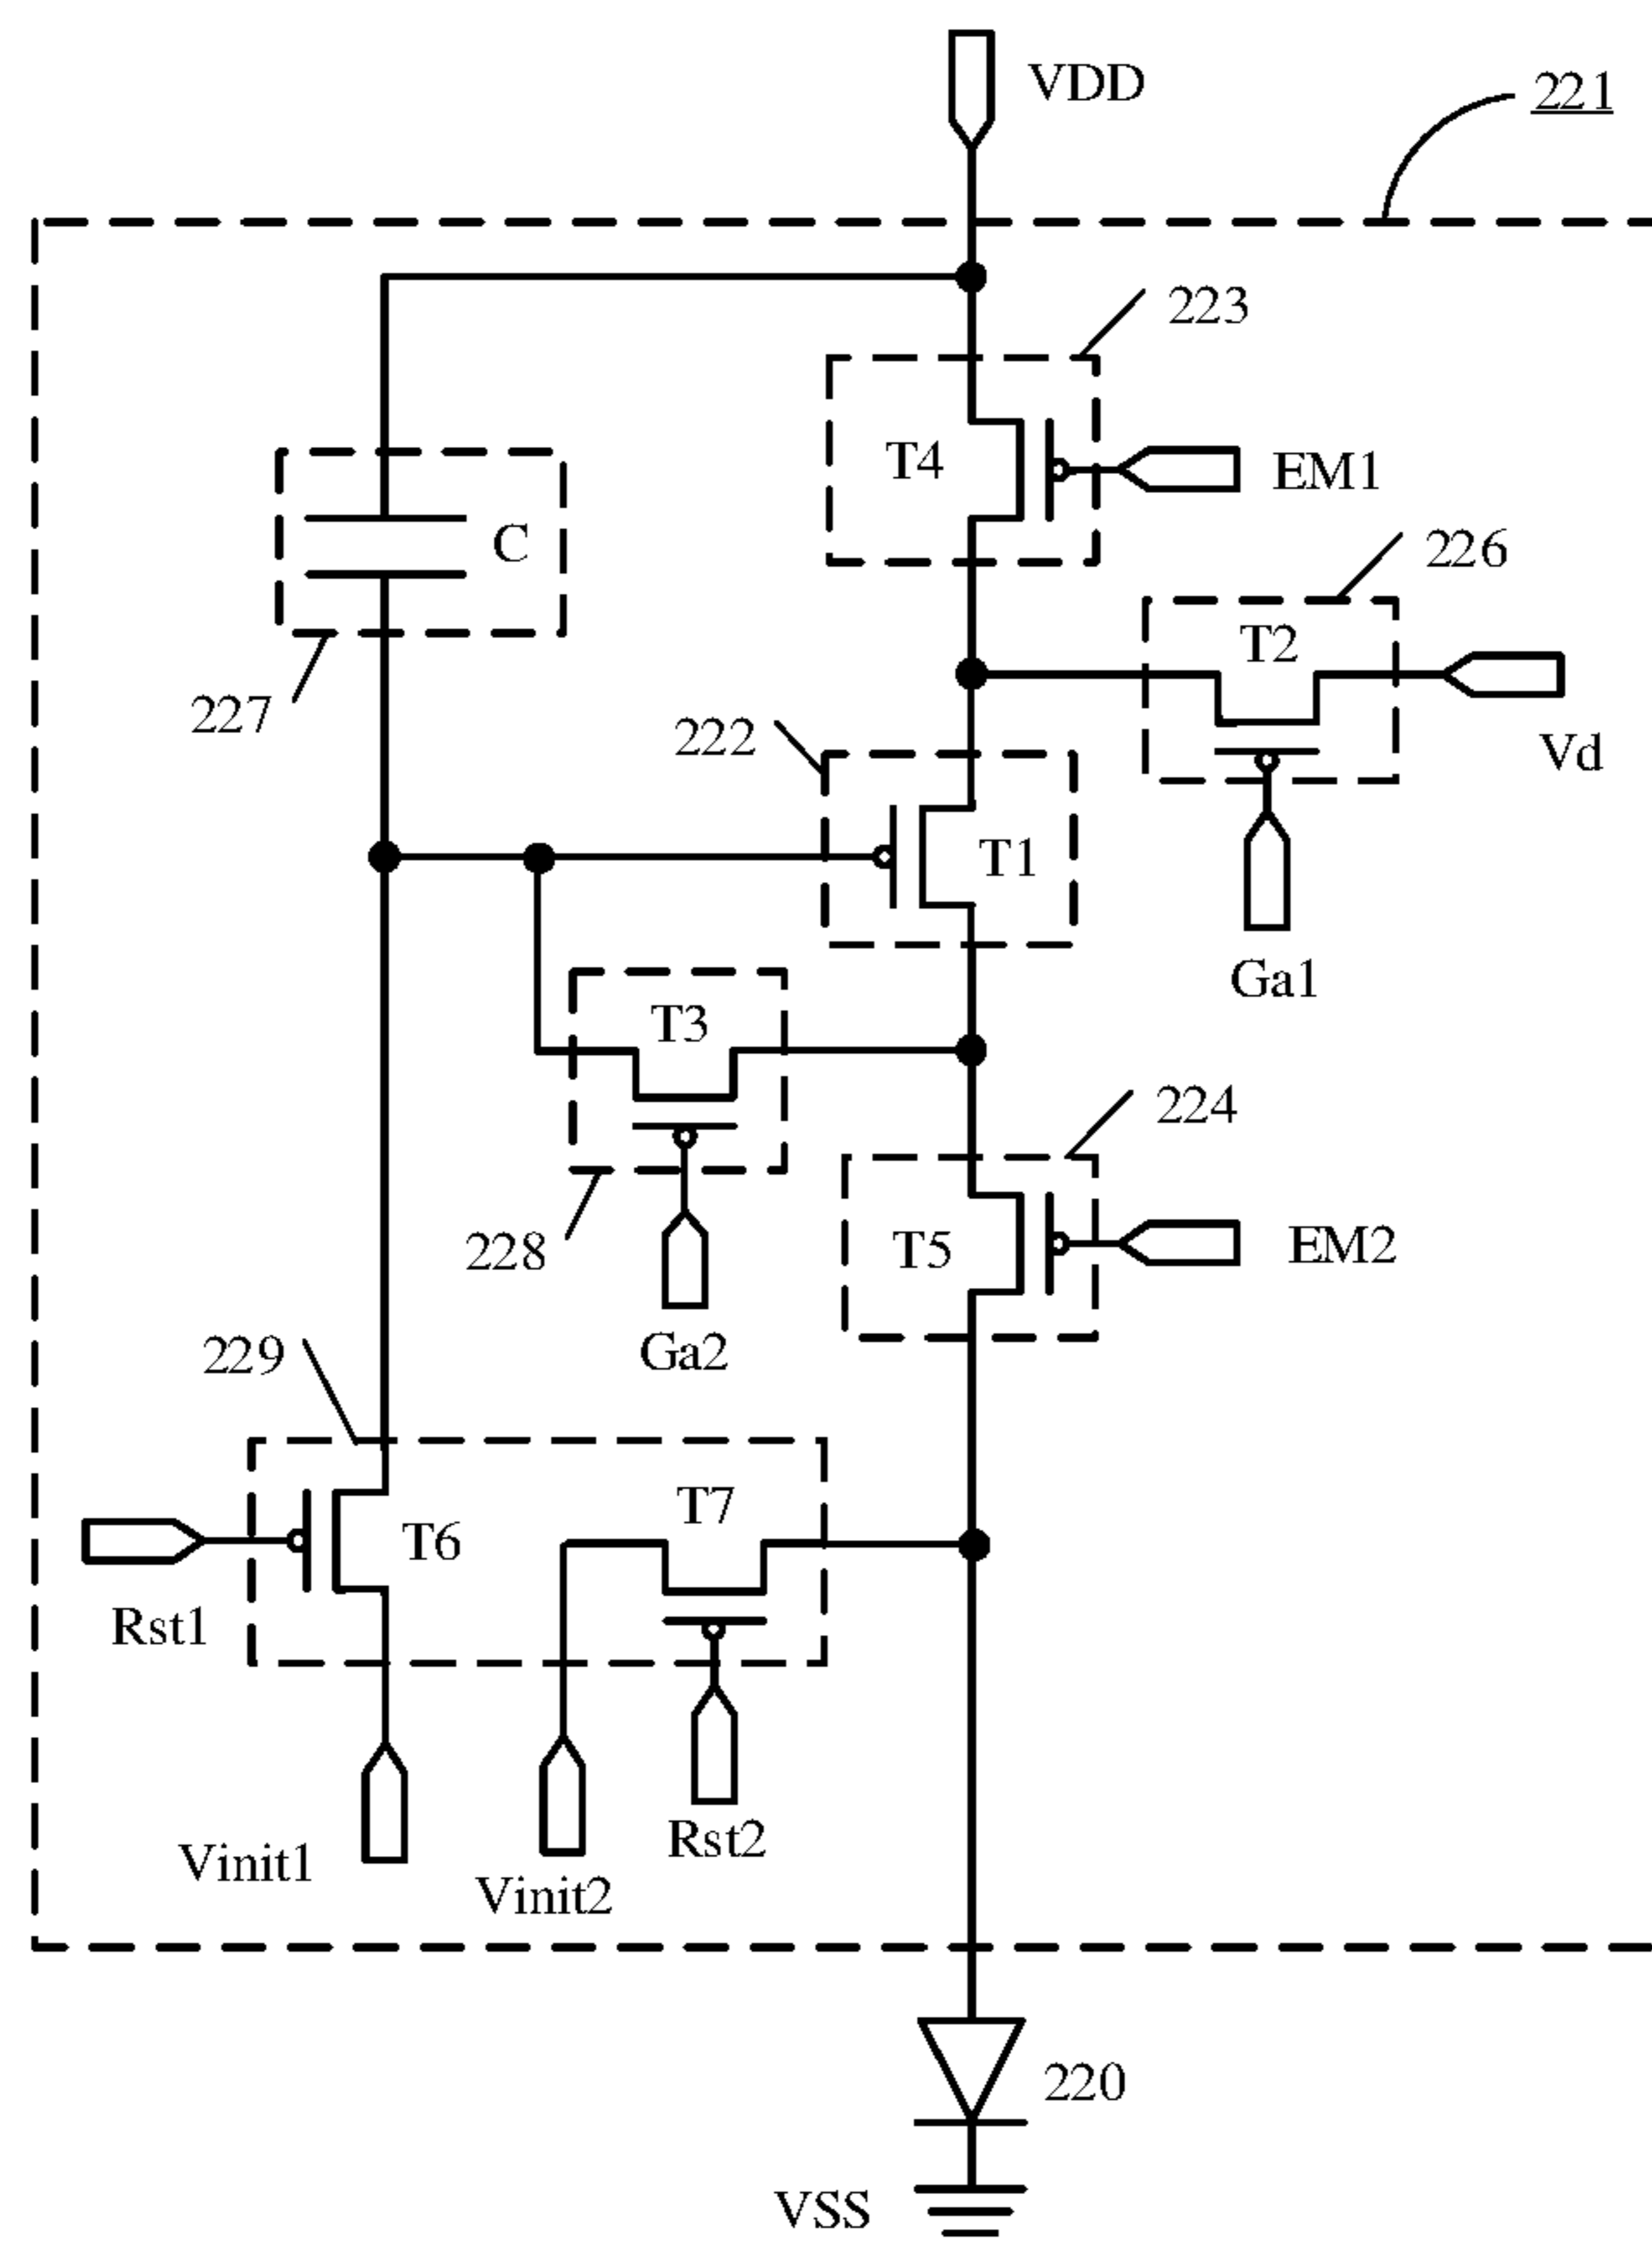 VDD
221
223
T4
EM1
C
226
T2
227
222
Vd
T1
Ga1
T3
224
228
T5
EM2
Ga2
229
T7
T6
Rst1
Rst2
Vinit1
Vinit2
220
VSS